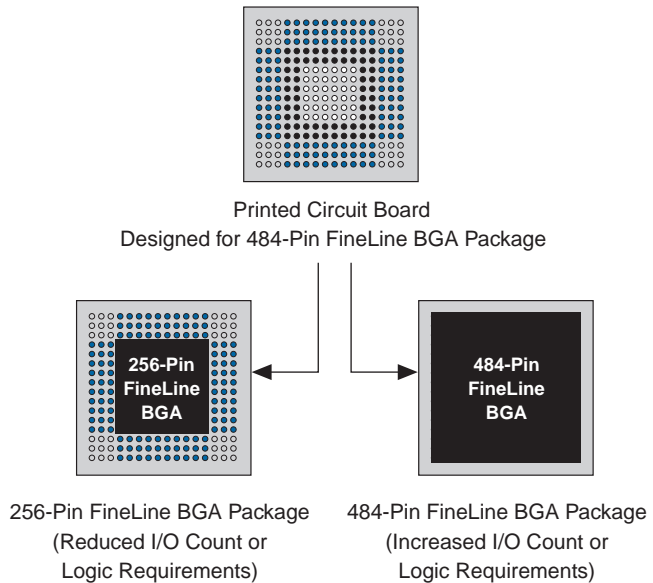 Printed Circuit Board
Designed for 484-Pin FineLine BGA Package
256-Pin
FineLine
BGA
484-Pin
FineLine
BGA
256-Pin FineLine BGA Package
(Reduced I/O Count or
Logic Requirements)
484-Pin FineLine BGA Package
(Increased I/O Count or
Logic Requirements)